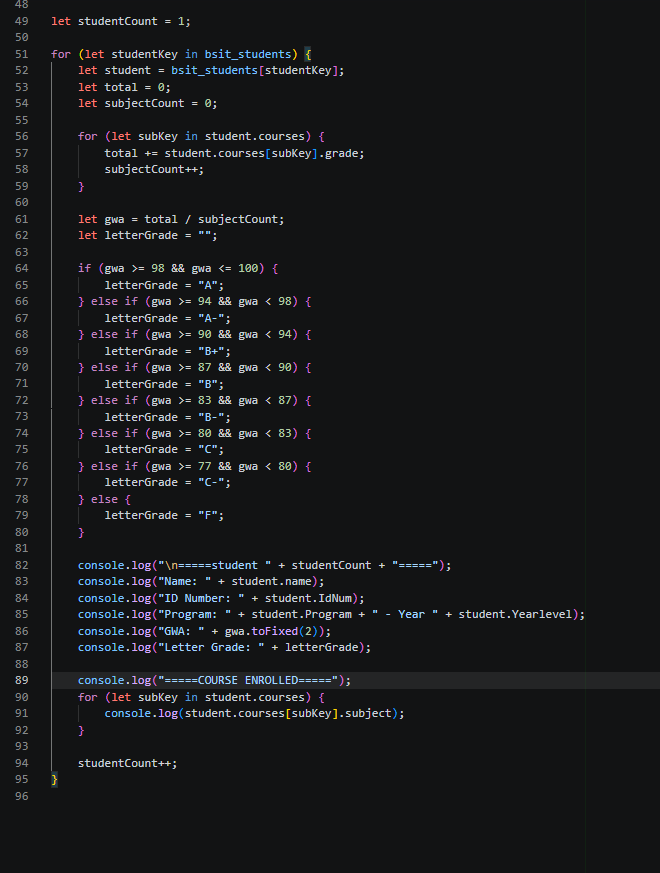 48
49 let studentCount = 1;
50
51 for (let studentKey in bsit_students) {
52     let student = bsit_students[studentKey];
53     let total = 0;
54     let subjectCount = 0;
55
56     for (let subKey in student.courses) {
57         total += student.courses[subKey].grade;
58         subjectCount++;
59     }
60
61     let gwa = total / subjectCount;
62     let letterGrade = "";
63
64     if (gwa >= 98 && gwa <= 100) {
65         letterGrade = "A";
66     } else if (gwa >= 94 && gwa < 98) {
67         letterGrade = "A-";
68     } else if (gwa >= 90 && gwa < 94) {
69         letterGrade = "B+";
70     } else if (gwa >= 87 && gwa < 90) {
71         letterGrade = "B";
72     } else if (gwa >= 83 && gwa < 87) {
73         letterGrade = "B-";
74     } else if (gwa >= 80 && gwa < 83) {
75         letterGrade = "C";
76     } else if (gwa >= 77 && gwa < 80) {
77         letterGrade = "C-";
78     } else {
79         letterGrade = "F";
80     }
81
82     console.log("\n=====student " + studentCount + "=====");
83     console.log("Name: " + student.name);
84     console.log("ID Number: " + student.IdNum);
85     console.log("Program: " + student.Program + " - Year " + student.Yearlevel);
86     console.log("GWA: " + gwa.toFixed(2));
87     console.log("Letter Grade: " + letterGrade);
88
89     console.log("=====COURSE ENROLLED=====");
90     for (let subKey in student.courses) {
91         console.log(student.courses[subKey].subject);
92     }
93
94     studentCount++;
95 }
96